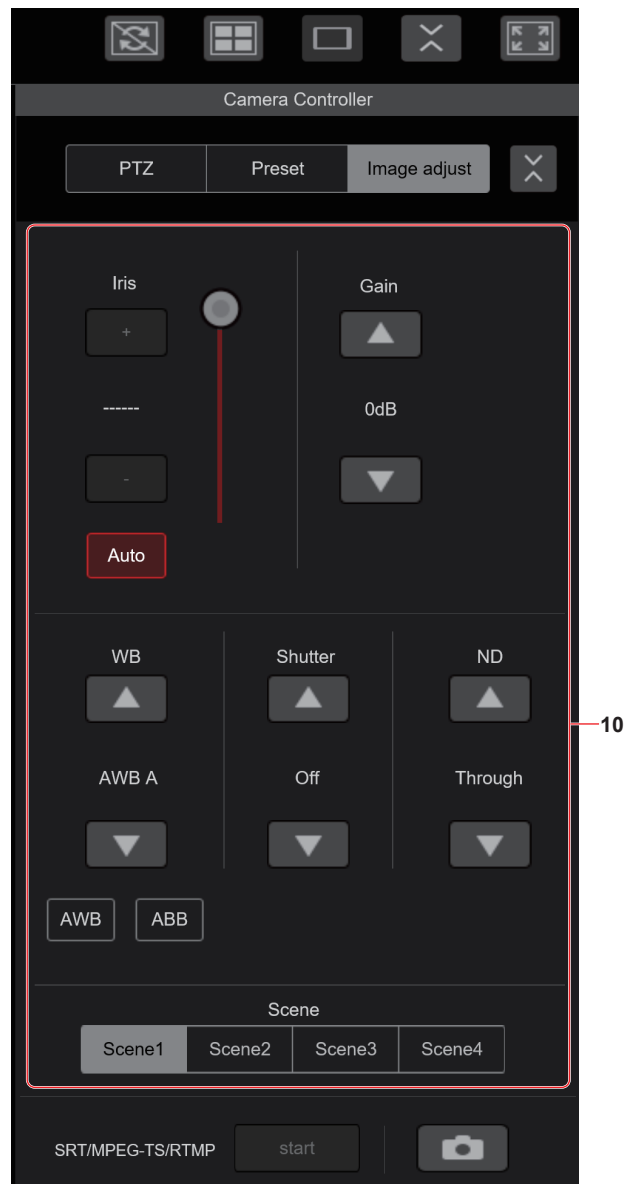 Camera Controller
PTZ Preset Image adjust
Iris Gain
+
------ 0dB
-
Auto
WB Shutter ND
10
AWB A Off Through
AWB ABB
Scene
Scene1 Scene2 Scene3 Scene4
SRT/MPEG-TS/RTMP start